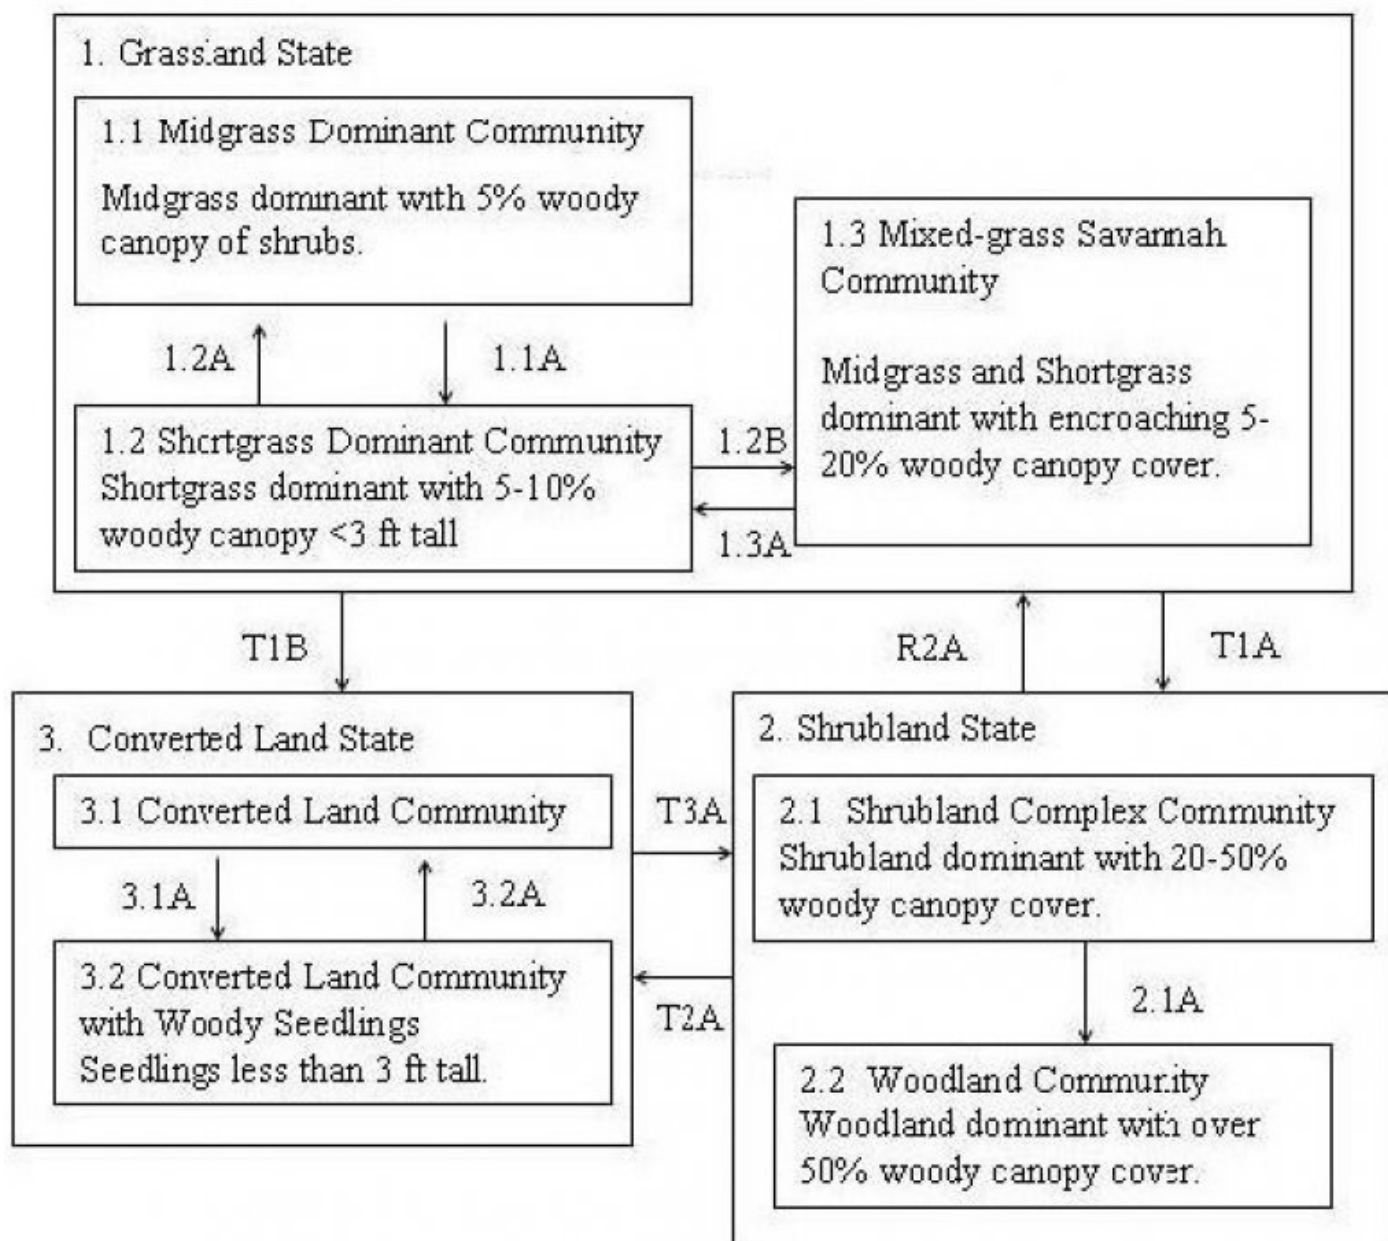 1. Grassland State
1.1 Midgrass Dominant Community
Midgrass dominant with 5% woody
canopy of shrubs.
1.3 Mixed-grass Savannah
Community
Midgrass and Shortgrass
dominant with encroaching 5-
20% woody canopy cover.
1.2A
1.1A
1.2 Shortgrass Dominant Community
Shortgrass dominant with 5-10%
woody canopy <3 ft tall
1.2B
1.3A
T1B
R2A
T1A
3. Converted Land State
3.1 Converted Land Community
3.1A
3.2A
3.2 Converted Land Community
with Woody Seedlings
Seedlings less than 3 ft tall.
T3A
T2A
2. Shrubland State
2.1 Shrubland Complex Community
Shrubland dominant with 20-50%
woody canopy cover.
2.1A
2.2 Woodland Community
Woodland dominant with over
50% woody canopy cover.